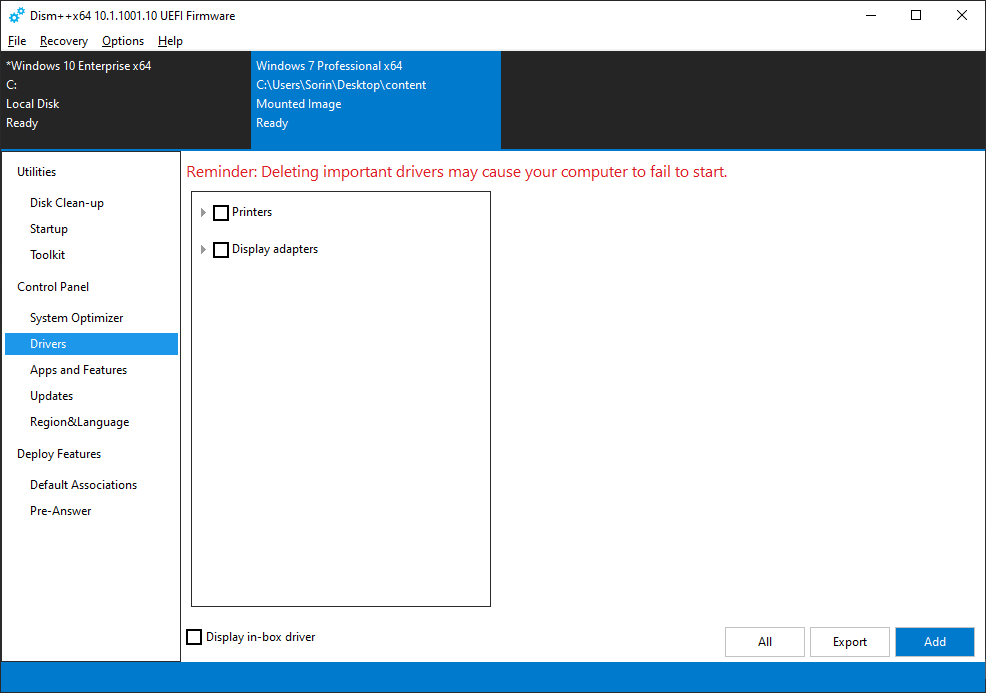 Dism++x64 10.1.1001.10 UEFI Firmware
File Recovery Options Help
*Windows 10 Enterprise x64
C:
Local Disk
Ready
Windows 7 Professional x64
C:\Users\Sorin\Desktop\content
Mounted Image
Ready
Utilities
Disk Clean-up
Startup
Toolkit
Control Panel
System Optimizer
Drivers
Apps and Features
Updates
Region&Language
Deploy Features
Default Associations
Pre-Answer
Reminder: Deleting important drivers may cause your computer to fail to start.
Printers
Display adapters
Display in-box driver
All
Export
Add